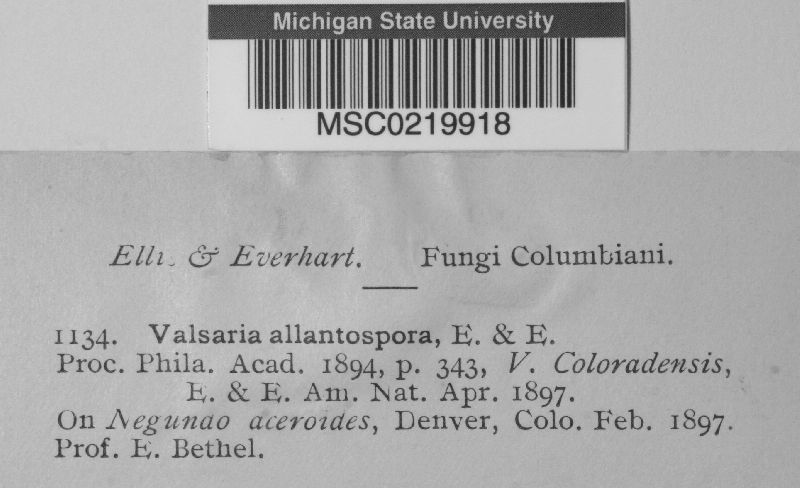 Michigan State University
MSC0219918
Ellis & Everhart. Fungi Columbiani.
1134. Valsaria allantospora, E. & E.
Proc. Phila. Acad. 1894, p. 343, V. Coloradensis,
E. & E. Am. Nat. Apr. 1897.
On Negundo aceroides, Denver, Colo. Feb. 1897.
Prof. E. Bethel.